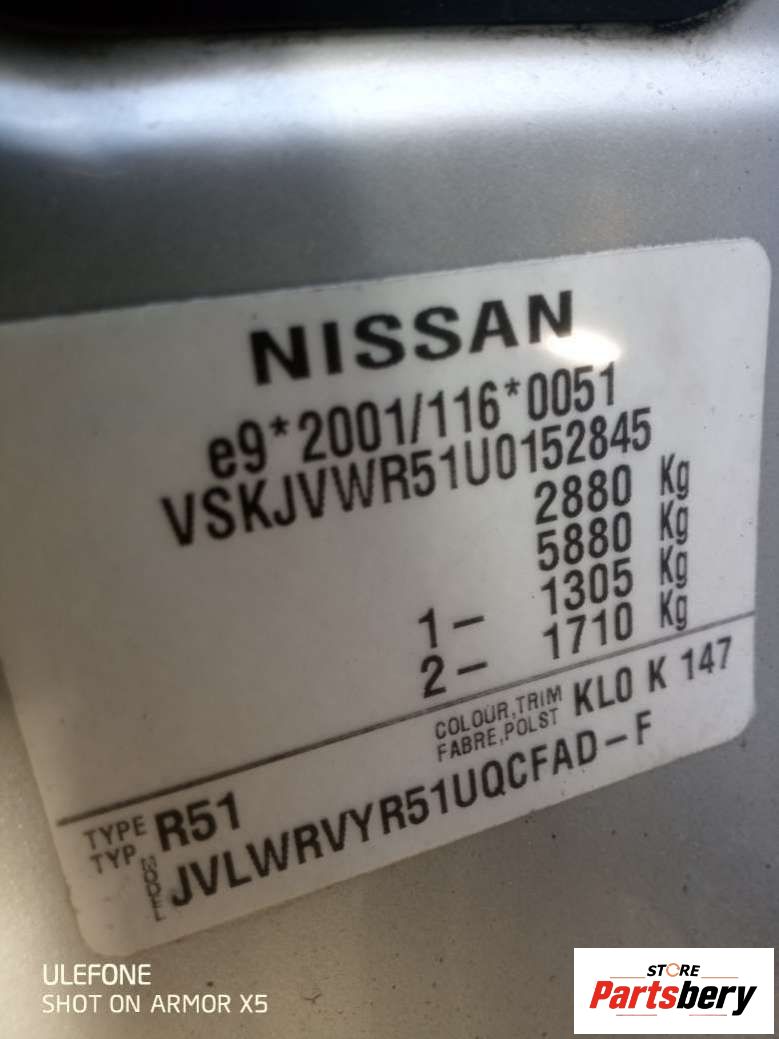 NISSAN
e9*2001/116*0051
VSKJVWR51U0152845
2880 Kg
5880 Kg
1- 1305 Kg
2- 1710 Kg
COLOUR,TRIM KL0 K 147
FABRE,POLST
TYPE R51
TYP
MODEL JVLWRVYR51UQCFAD-F
ULEFONE
SHOT ON ARMOR X5
STORE
Partsbery